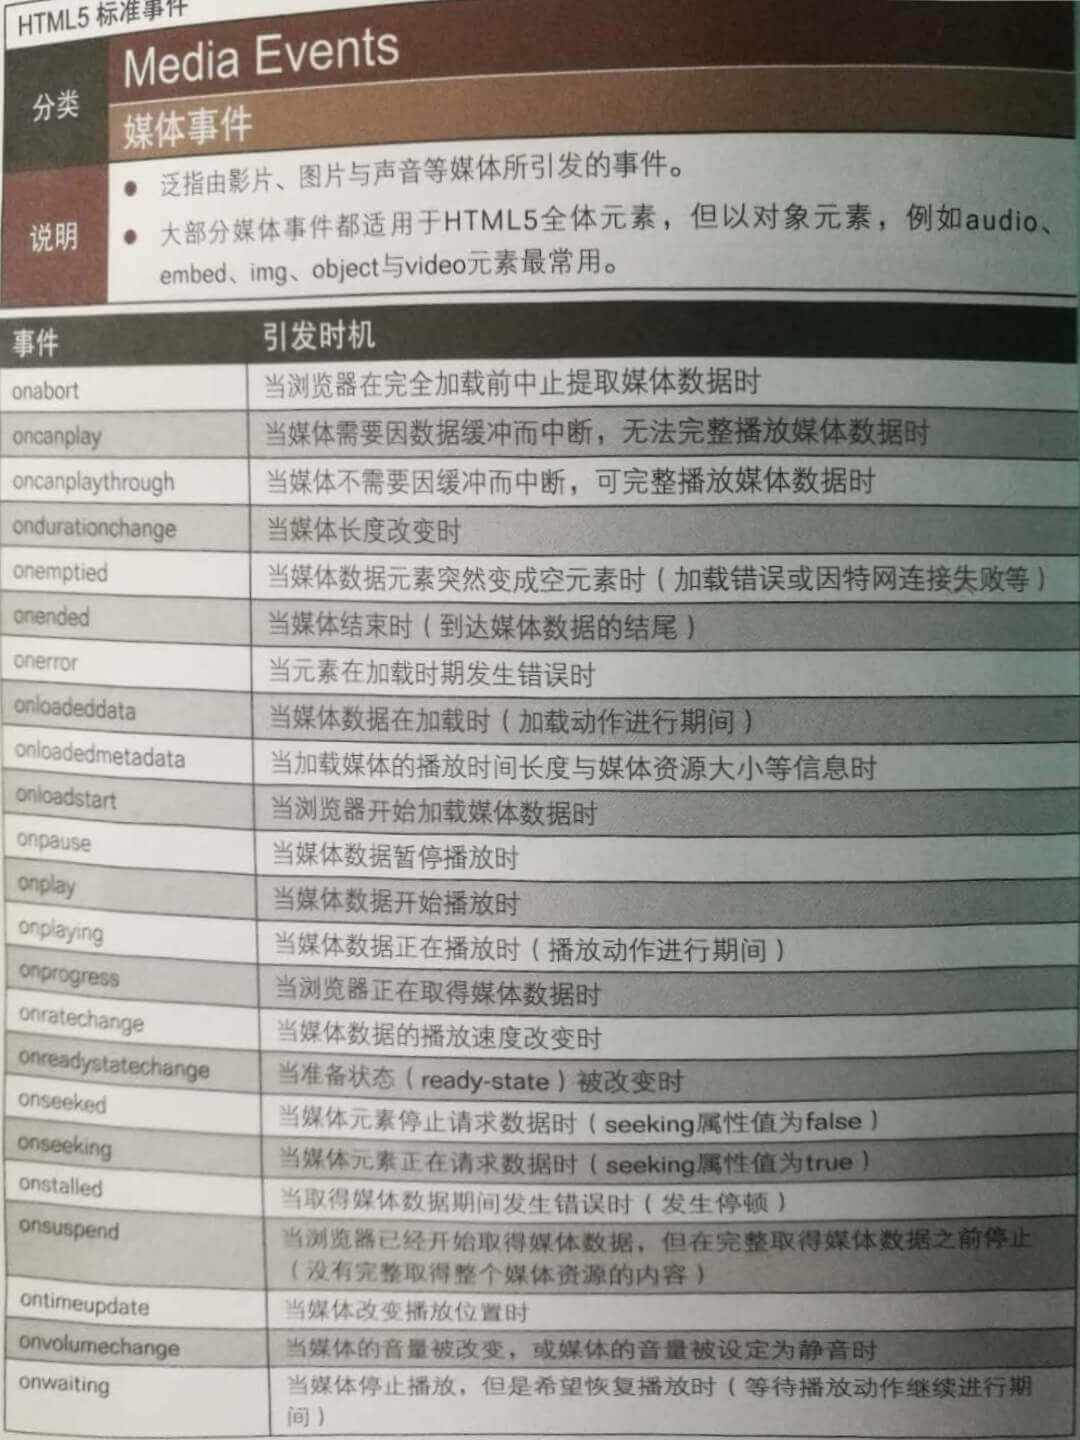 HTML5 标准事件
分类
Media Events
媒体事件
说明
● 泛指由影片、图片与声音等媒体所引发的事件。
● 大部分媒体事件都适用于HTML5全体元素，但以对象元素，例如audio、
embed、img、object与video元素最常用。
事件 引发时机
onabort 当浏览器在完全加载前中止提取媒体数据时
oncanplay 当媒体需要因数据缓冲而中断，无法完整播放媒体数据时
oncanplaythrough 当媒体不需要因缓冲而中断，可完整播放媒体数据时
ondurationchange 当媒体长度改变时
onemptied 当媒体数据元素突然变成空元素时（加载错误或因特网连接失败等）
onended 当媒体结束时（到达媒体数据的结尾）
onerror 当元素在加载时期发生错误时
onloadeddata 当媒体数据在加载时（加载动作进行期间）
onloadedmetadata 当加载媒体的播放时间长度与媒体资源大小等信息时
onloadstart 当浏览器开始加载媒体数据时
onpause 当媒体数据暂停播放时
onplay 当媒体数据开始播放时
onplaying 当媒体数据正在播放时（播放动作进行期间）
onprogress 当浏览器正在取得媒体数据时
onratechange 当媒体数据的播放速度改变时
onreadystatechange 当准备状态（ready-state）被改变时
onseeked 当媒体元素停止请求数据时（seeking属性值为false）
onseeking 当媒体元素正在请求数据时（seeking属性值为true）
onstalled 当取得媒体数据期间发生错误时（发生停顿）
onsuspend 当浏览器已经开始取得媒体数据，但在完整取得媒体数据之前停止
（没有完整取得整个媒体资源的内容）
ontimeupdate 当媒体改变播放位置时
onvolumechange 当媒体的音量被改变，或媒体的音量被设定为静音时
onwaiting 当媒体停止播放，但是希望恢复播放时（等待播放动作继续进行期
间）